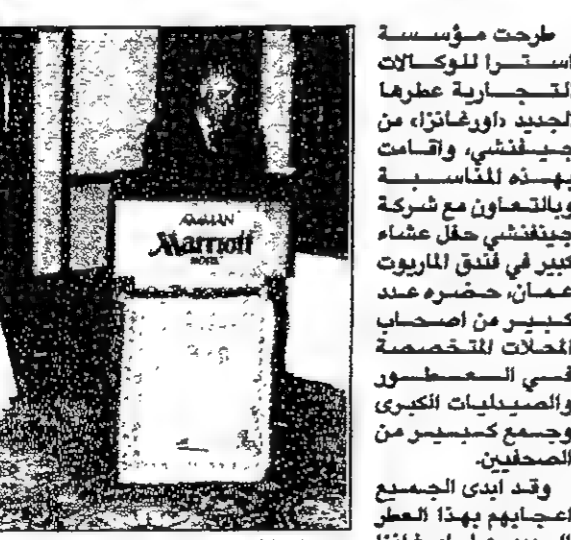 طرحت مؤسسة
استرا للوكالات
التجارية عطرها
الجديد «اورغانزا» من
جيفنشي، واقامت
بهذه المناسبة
وبالتعاون مع شركة
جيفنشي حفل عشاء
كبير في فندق الماريوت
عمان، حضره عدد
كبير من اصحاب
المحلات المتخصصة
في العطور
والصيدليات الكبرى
وجمع كبير من
الصحفيين.
وقد ابدى الجميع
اعجابهم بهذا العطر
AMMAN
Marriott
HOTEL